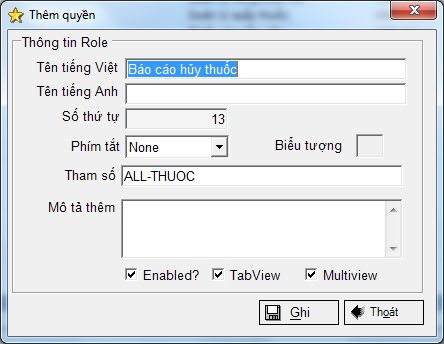 Thêm quyền
Thông tin Role
Tên tiếng Việt Báo cáo hủy thuốc
Tên tiếng Anh
Số thứ tự 13
Phím tắt None Biểu tượng
Tham số ALL-THUOC
Mô tả thêm
Enabled? TabView Multiview
Ghi Thoát